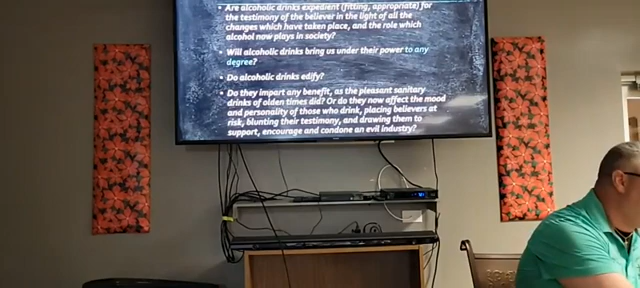 • Are alcoholic drinks expedient (fitting, appropriate) for
the testimony of the believer in the light of all the
changes which have taken place, and the role which
alcohol now plays in society?
• Will alcoholic drinks bring us under their power to any
degree?
• Do alcoholic drinks edify?
• Do they impart any benefit, as the pleasant sanitary
drinks of olden times did? Or do they now affect the mood
and personality of those who drink, placing believers at
risk, blunting their testimony, and drawing them to
support, encourage and condone an evil industry?